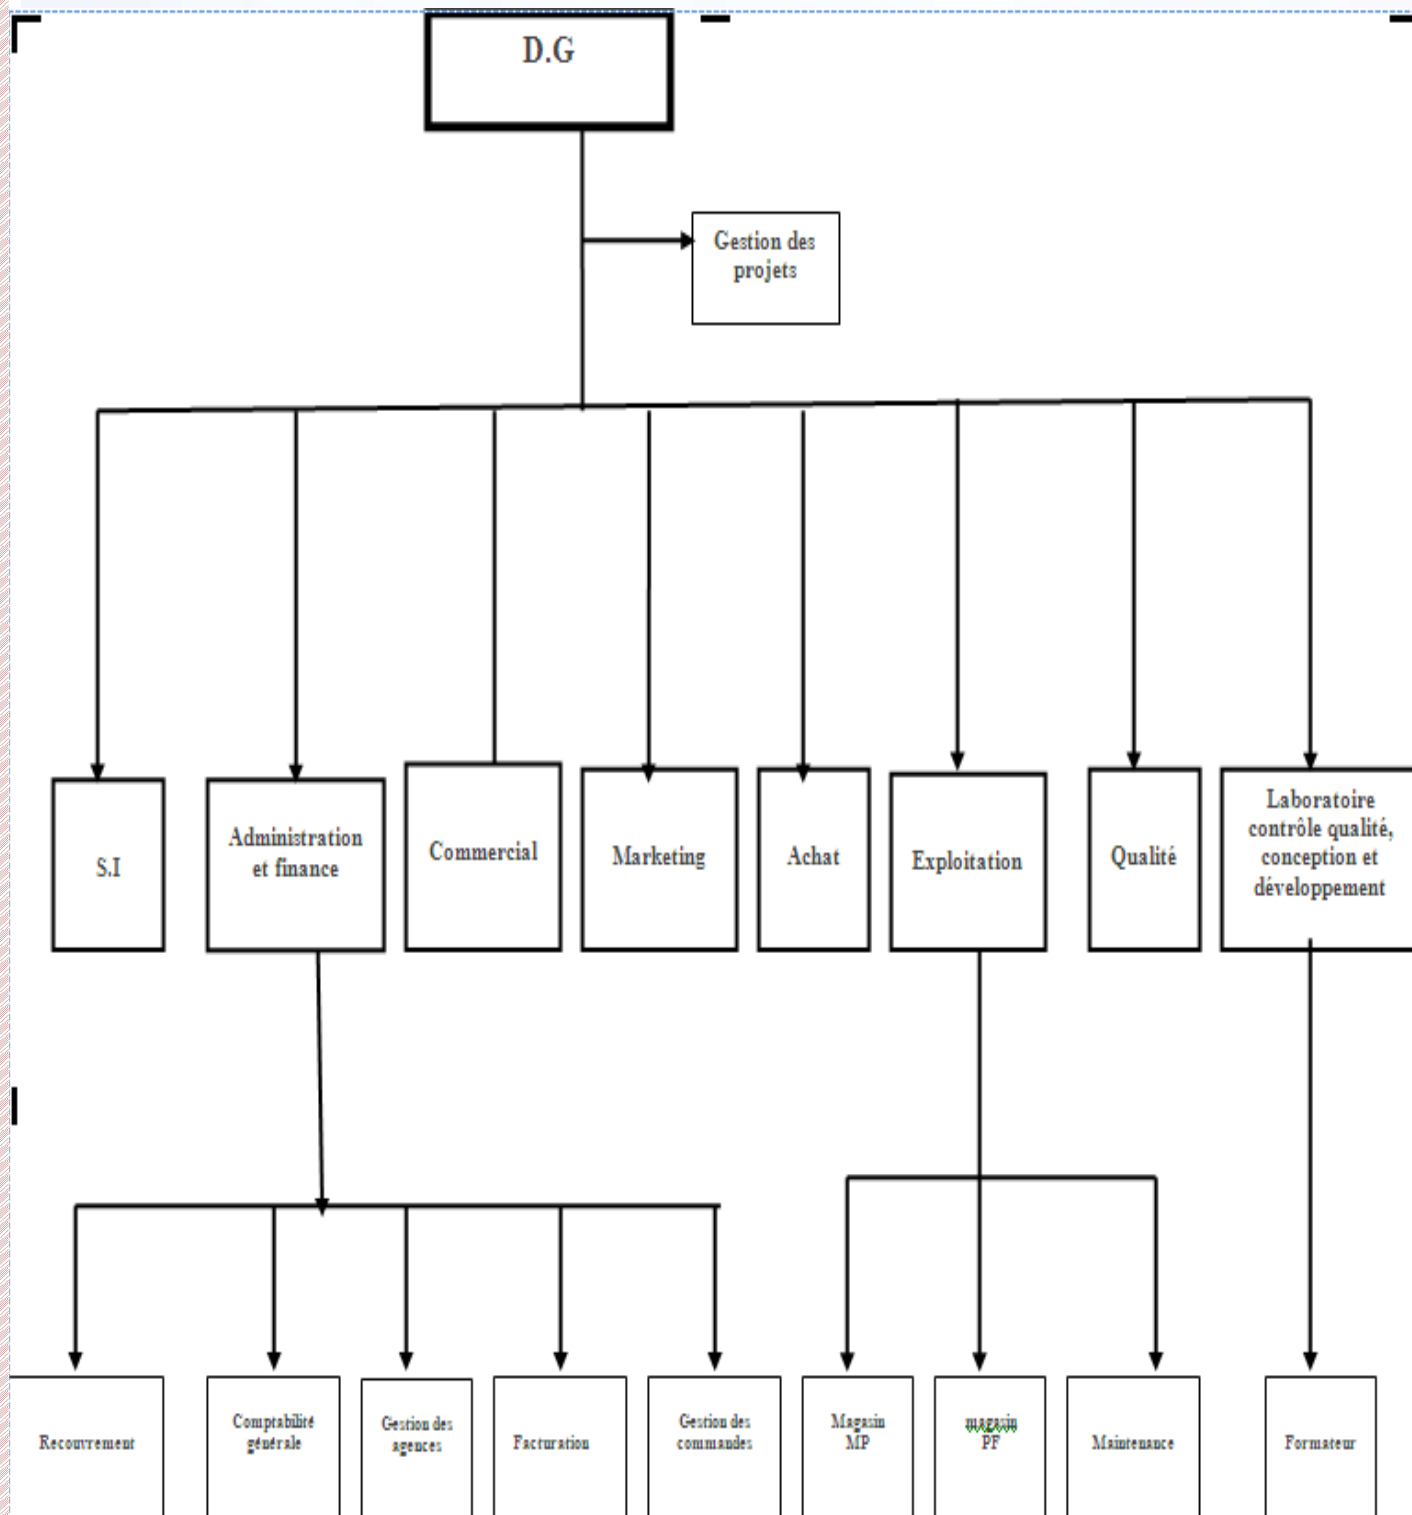 D.G
Gestion des
projets
S.I
Administration
et finance
Commercial
Marketing
Achat
Exploitation
Qualité
Laboratoire
contrôle qualité,
conception et
développement
Recouvrement
Comptabilité
générale
Gestion des
agences
Facturation
Gestion des
commandes
Magasin
MP
magasin
PF
Maintenance
Formateur